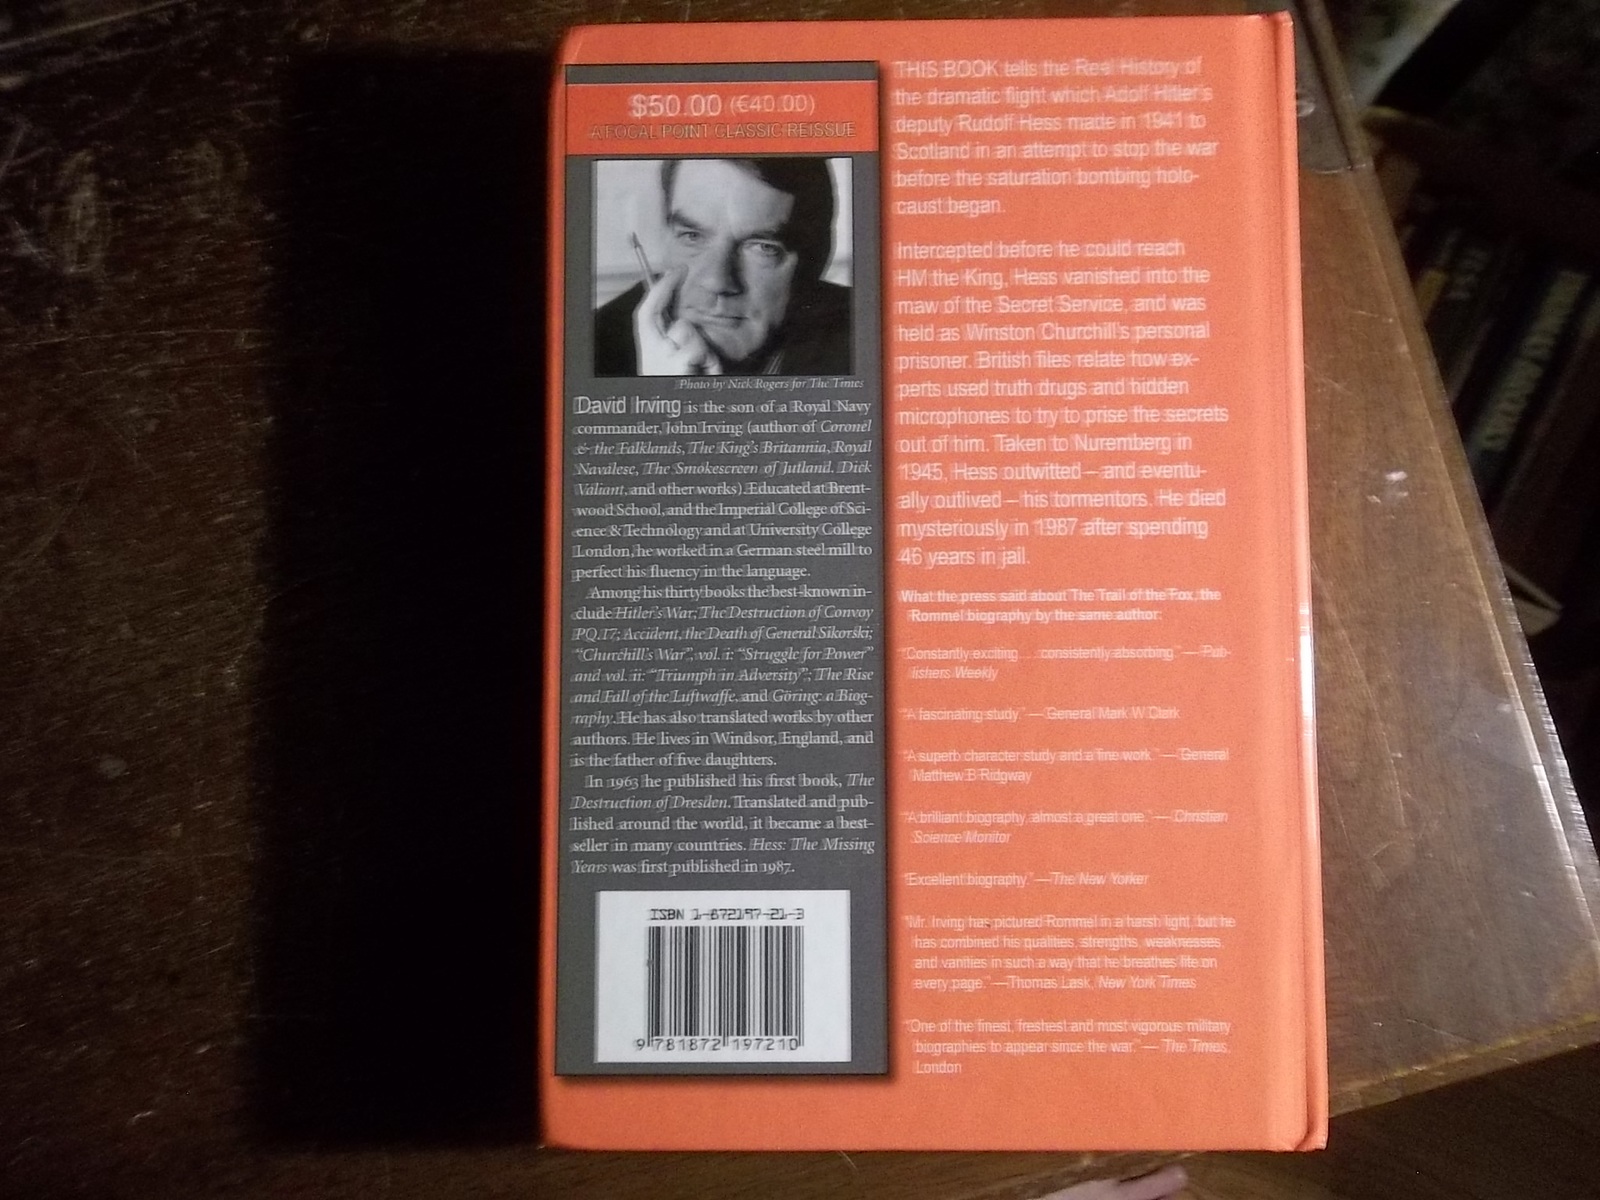 $50.00 (€40.00)
A FOCAL POINT CLASSIC REISSUE
Photo by Nick Rogers for The Times
David Irving is the son of a Royal Navy
commander, John Irving (author of Coronel
& the Falklands, The King's Britannia, Royal
Navalese, The Smokescreen of Jutland. Dick
Valiant, and other works). Educated at Brent-
wood School, and the Imperial College of Sci-
ence & Technology and at University College
London, he worked in a German steel mill to
perfect his fluency in the language.
Among his thirty books the best-known in-
clude Hitler's War; The Destruction of Convoy
PQ.17; Accident, the Death of General Sikorski;
"Churchill's War", vol. i: "Struggle for Power"
and vol. ii: "Triumph in Adversity"; The Rise
and Fall of the Luftwaffe, and Göring: a Biog-
raphy. He has also translated works by other
authors. He lives in Windsor, England, and
is the father of five daughters.
In 1963 he published his first book, The
Destruction of Dresden. Translated and pub-
lished around the world, it became a best-
seller in many countries. Hess: The Missing
Years was first published in 1987.
ISBN 1-872197-21-3
9 781872 197210
THIS BOOK tells the Real History of
the dramatic flight which Adolf Hitler's
deputy Rudolf Hess made in 1941 to
Scotland in an attempt to stop the war
before the saturation bombing holo-
caust began.
Intercepted before he could reach
HM the King, Hess vanished into the
maw of the Secret Service, and was
held as Winston Churchill's personal
prisoner. British files relate how ex-
perts used truth drugs and hidden
microphones to try to prise the secrets
out of him. Taken to Nuremberg in
1945, Hess outwitted – and eventu-
ally outlived – his tormentors. He died
mysteriously in 1987 after spending
46 years in jail.
What the press said about The Trail of the Fox, the
Rommel biography by the same author:
"Constantly exciting . . . consistently absorbing." — Pub-
lishers Weekly
"A fascinating study." — General Mark W Clark
"A superb character study and a fine work." — General
Matthew B Ridgway
"A brilliant biography, almost a great one." — Christian
Science Monitor
"Excellent biography." —The New Yorker
"Mr. Irving has pictured Rommel in a harsh light, but he
has combined his qualities, strengths, weaknesses
and vanities in such a way that he breathes life on
every page." —Thomas Lask, New York Times
"One of the finest, freshest and most vigorous military
biographies to appear since the war." — The Times,
London